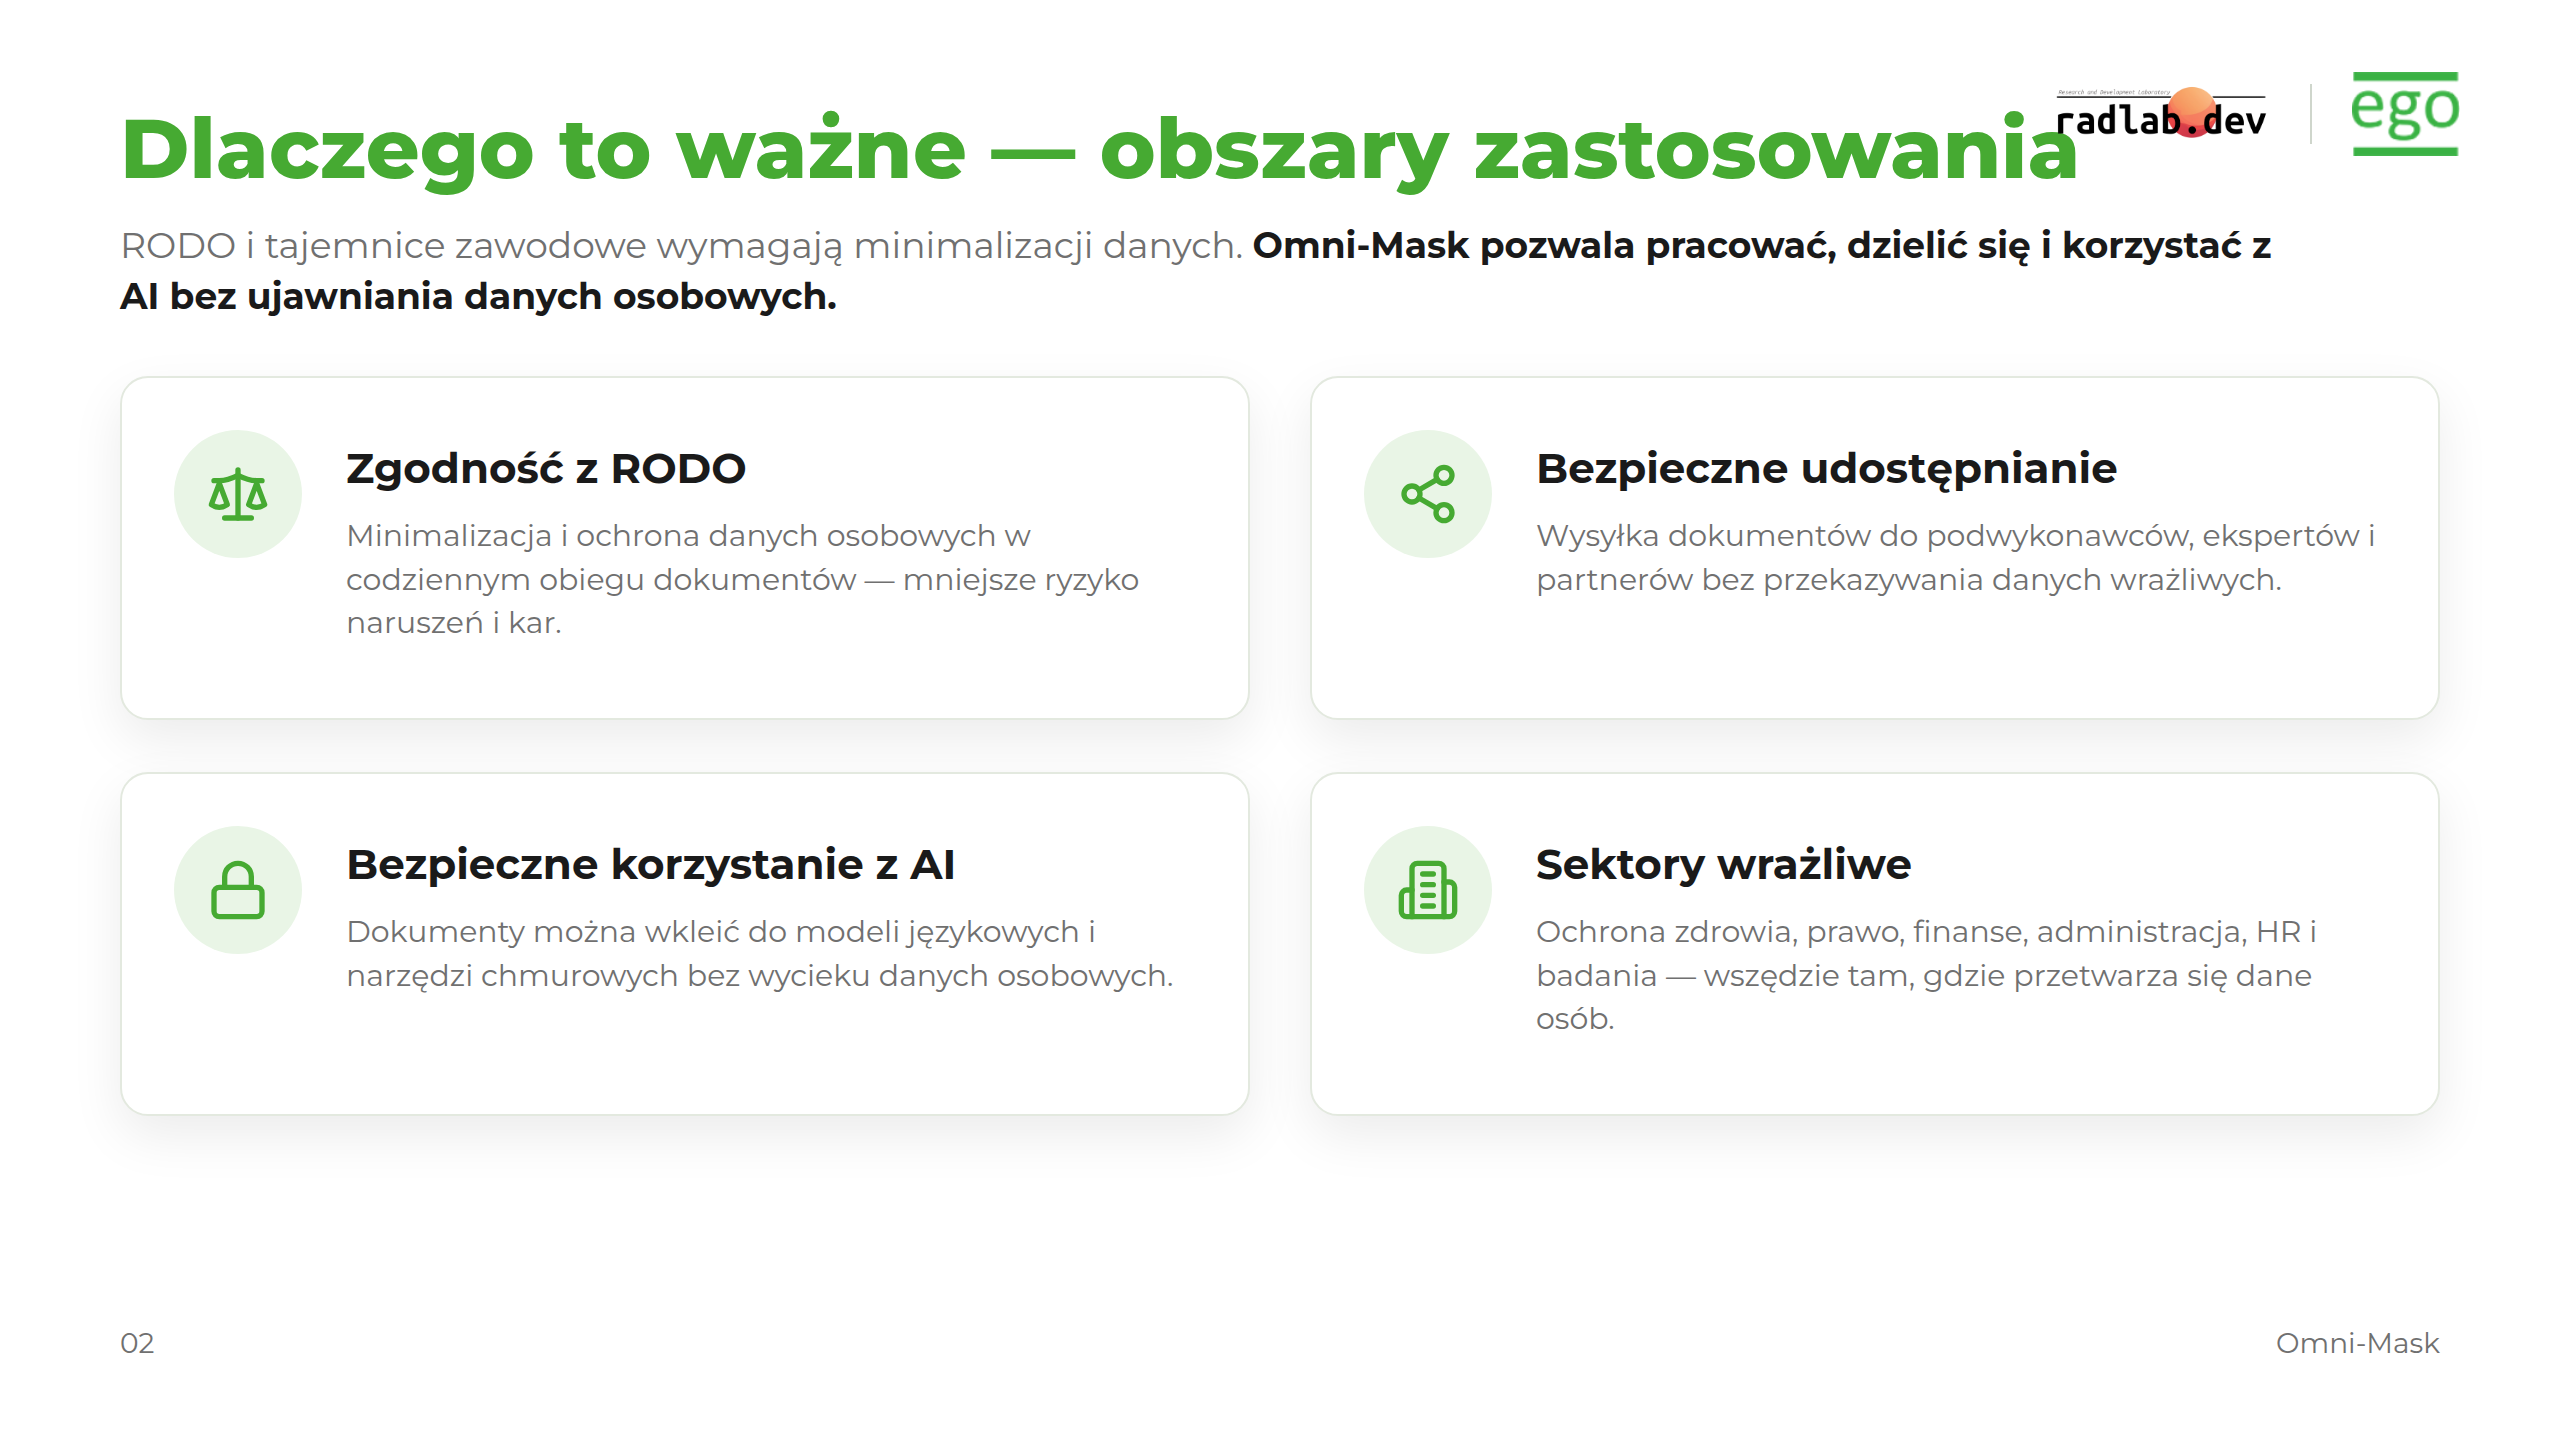 Dlaczego to ważne — obszary zastosowania
Research and Development Laboratory
radlab.dev
ego
RODO i tajemnice zawodowe wymagają minimalizacji danych. Omni-Mask pozwala pracować, dzielić się i korzystać z
AI bez ujawniania danych osobowych.
Zgodność z RODO
Minimalizacja i ochrona danych osobowych w
codziennym obiegu dokumentów — mniejsze ryzyko
naruszeń i kar.
Bezpieczne udostępnianie
Wysyłka dokumentów do podwykonawców, ekspertów i
partnerów bez przekazywania danych wrażliwych.
Bezpieczne korzystanie z AI
Dokumenty można wkleić do modeli językowych i
narzędzi chmurowych bez wycieku danych osobowych.
Sektory wrażliwe
Ochrona zdrowia, prawo, finanse, administracja, HR i
badania — wszędzie tam, gdzie przetwarza się dane
osób.
02
Omni-Mask